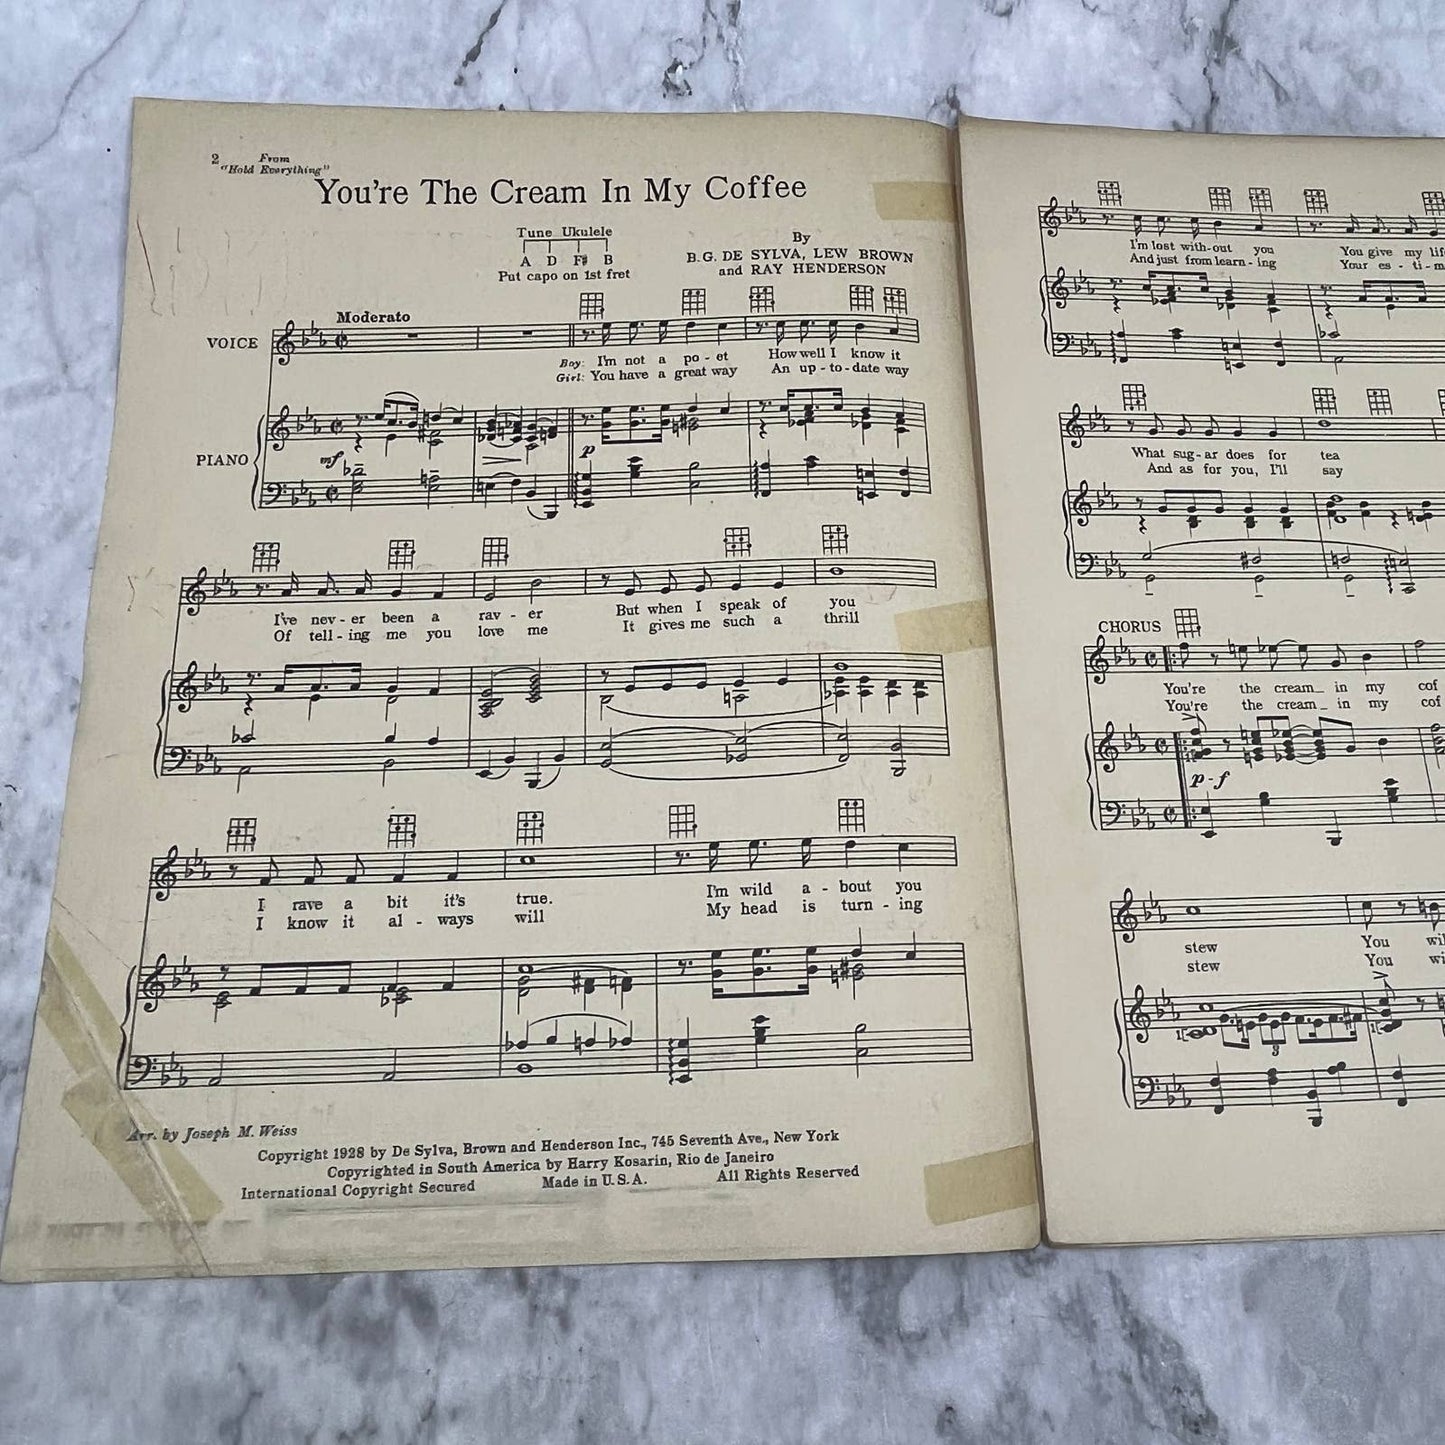 2 From
"Hold Everything"
You're The Cream In My Coffee
Tune Ukulele
A D F# B
Put capo on 1st fret
By
B.G. DE SYLVA, LEW BROWN
and RAY HENDERSON
Moderato
VOICE
Boy: I'm not a po - et How well I know it
Girl: You have a great way An up - to - date way
PIANO
mf
p
I've nev - er been a rav - er But when I speak of you
Of tell - ing me you love me It gives me such a thrill
I rave a bit it's true. I'm wild a - bout you
I know it al - ways will My head is turn - ing
Arr. by Joseph M. Weiss
Copyright 1928 by De Sylva, Brown and Henderson Inc., 745 Seventh Ave., New York
Copyrighted in South America by Harry Kosarin, Rio de Janeiro
International Copyright Secured Made in U.S.A. All Rights Reserved
I'm lost with-out you You give my
And just from learn - ing Your es - ti - m
What sug - ar does for tea
And as for you, I'll say
CHORUS
You're the cream_ in my cof
You're the cream_ in my cof
p-f
stew You
stew You
3